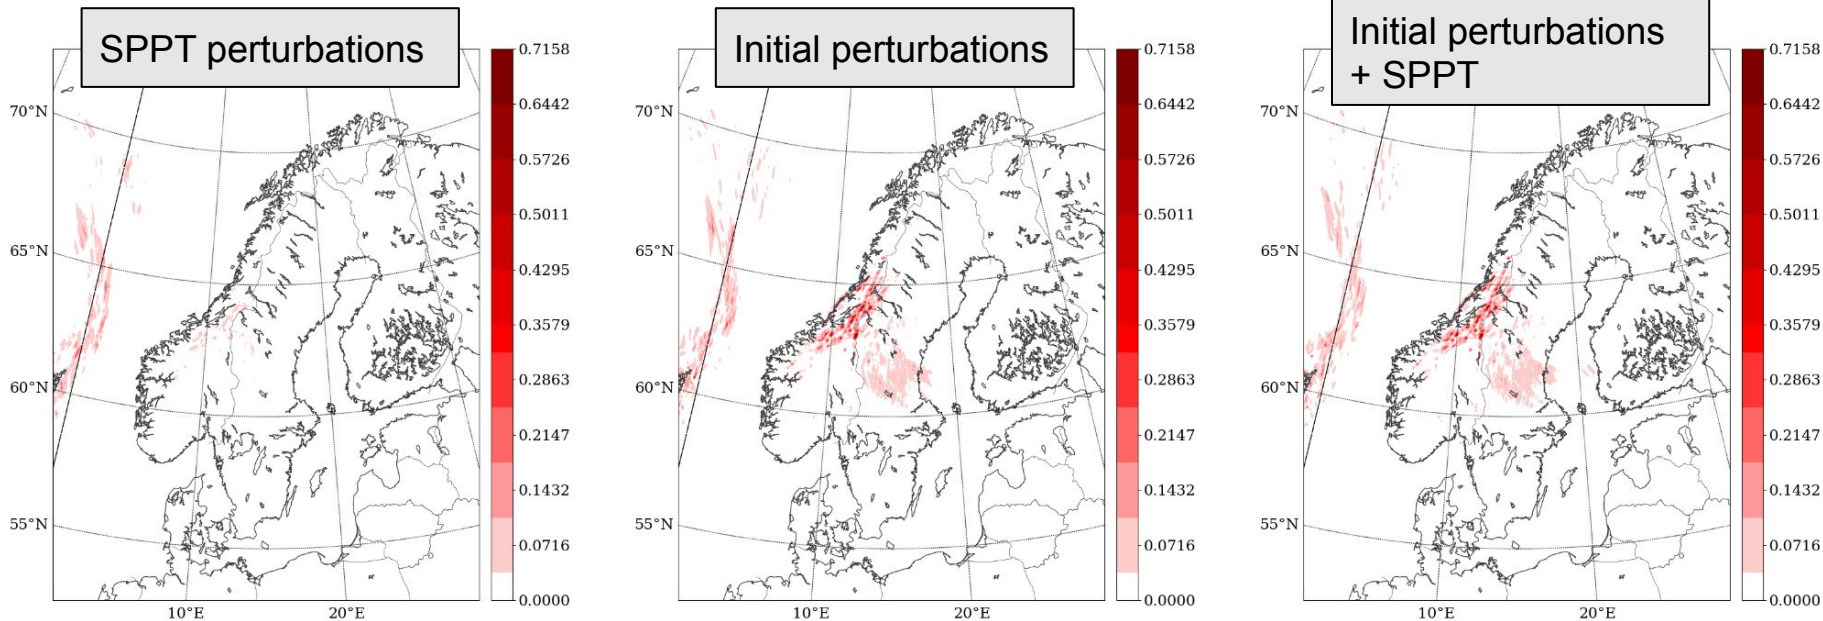 SPPT perturbations
Initial perturbations
Initial perturbations
+ SPPT
70°N
65°N
60°N
55°N
10°E
20°E
0.7158
0.6442
0.5726
0.5011
0.4295
0.3579
0.2863
0.2147
0.1432
0.0716
0.0000
70°N
65°N
60°N
55°N
10°E
20°E
0.7158
0.6442
0.5726
0.5011
0.4295
0.3579
0.2863
0.2147
0.1432
0.0716
0.0000
70°N
65°N
60°N
55°N
10°E
20°E
0.7158
0.6442
0.5726
0.5011
0.4295
0.3579
0.2863
0.2147
0.1432
0.0716
0.0000